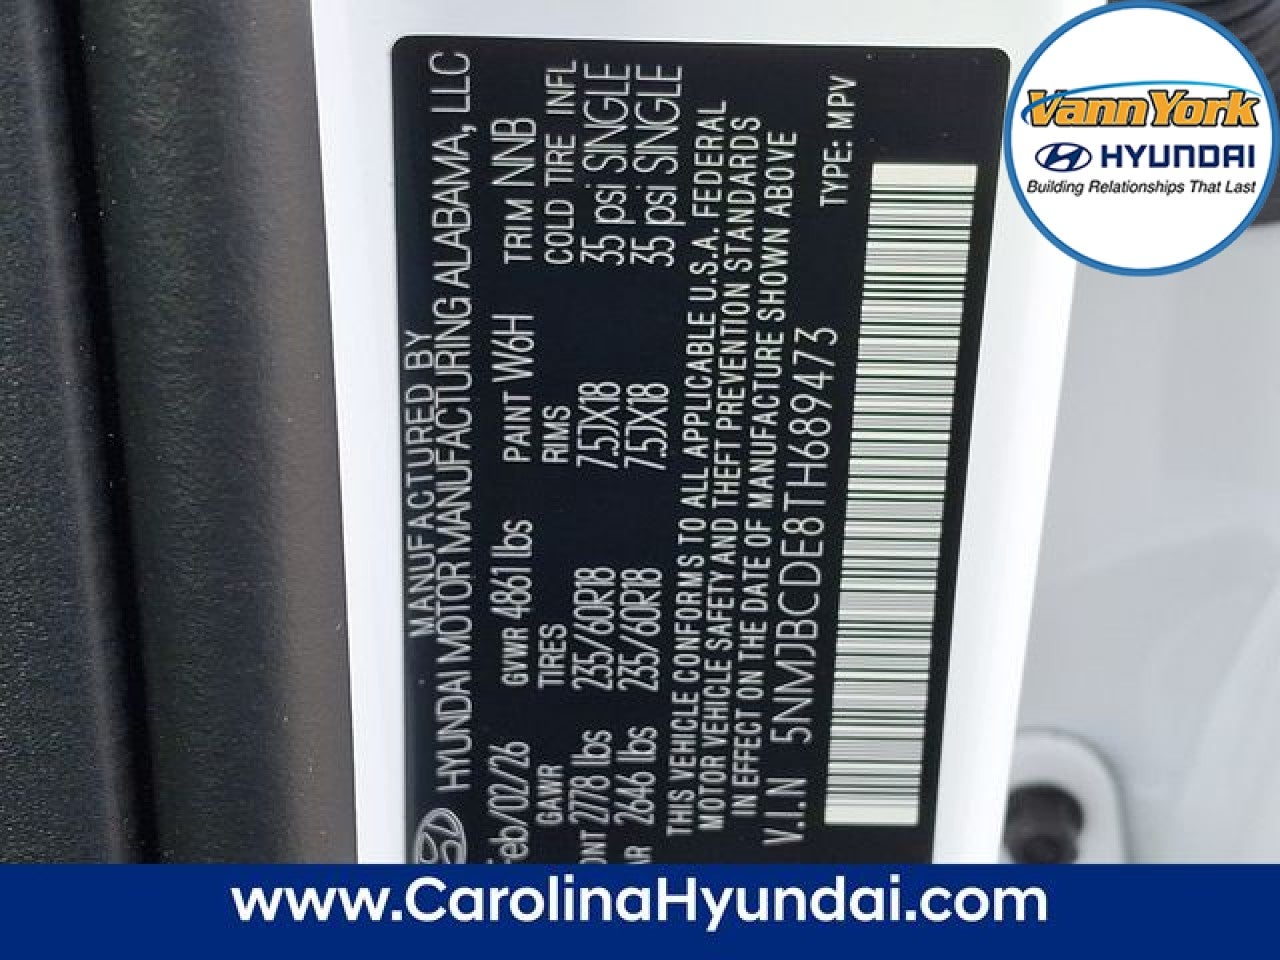 MANUFACTURED BY
HYUNDAI MOTOR MANUFACTURING ALABAMA, LLC
Feb/02/26 GVWR 4861 lbs PAINT W6H TRIM NNB
GAWR TIRES RIMS COLD TIRE INFL
2778 lbs 235/60R18 7.5JX18 35 psi SINGLE
2646 lbs 235/60R18 7.5JX18 35 psi SINGLE
THIS VEHICLE CONFORMS TO ALL APPLICABLE U.S.A. FEDERAL
MOTOR VEHICLE SAFETY AND THEFT PREVENTION STANDARDS
IN EFFECT ON THE DATE OF MANUFACTURE SHOWN ABOVE
V.I.N 5NMJBCDE8TH689473 TYPE: MPV
Vann York
HYUNDAI
Building Relationships That Last
www.CarolinaHyundai.com